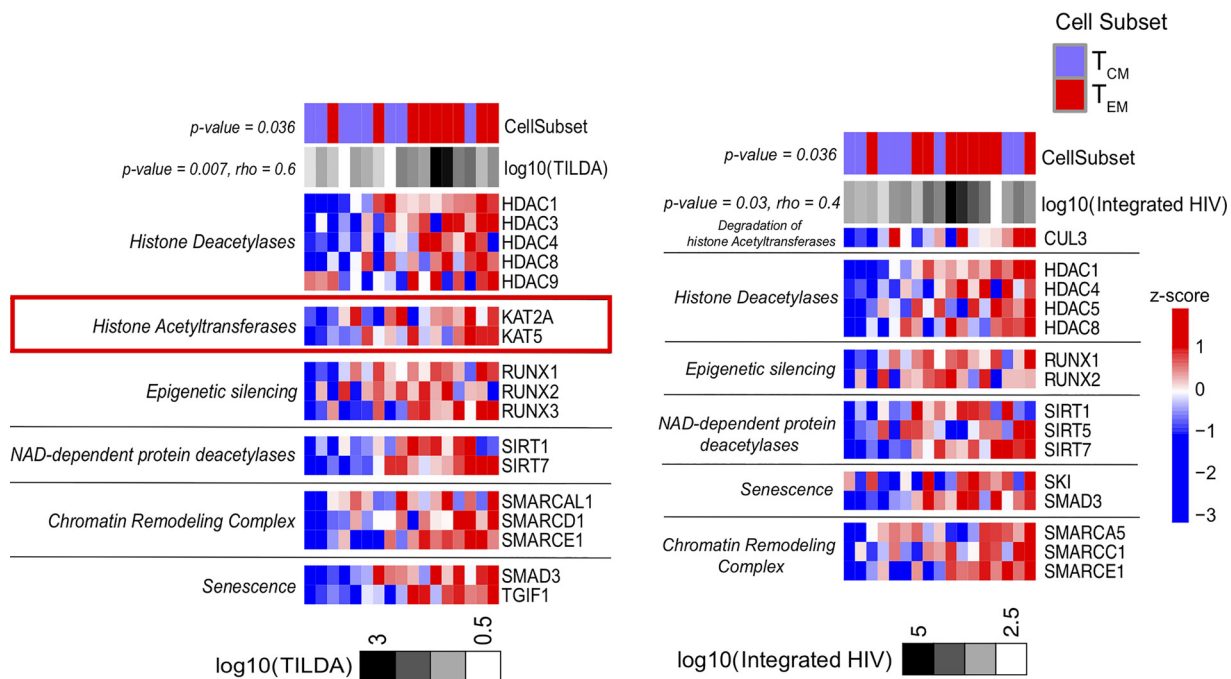 Cell Subset
T CM
T EM
p-value = 0.036
CellSubset
p-value = 0.007, rho = 0.6
log10(TILDA)
Histone Deacetylases
HDAC1
HDAC3
HDAC4
HDAC8
HDAC9
Histone Acetyltransferases
KAT2A
KAT5
Epigenetic silencing
RUNX1
RUNX2
RUNX3
NAD-dependent protein deacetylases
SIRT1
SIRT7
Chromatin Remodeling Complex
SMARCAL1
SMARCD1
SMARCE1
Senescence
SMAD3
TGIF1
log10(TILDA)
3
0.5
p-value = 0.036
CellSubset
p-value = 0.03, rho = 0.4
log10(Integrated HIV)
Degradation of
histone Acetyltransferases
CUL3
Histone Deacetylases
HDAC1
HDAC4
HDAC5
HDAC8
Epigenetic silencing
RUNX1
RUNX2
NAD-dependent protein
deacetylases
SIRT1
SIRT5
SIRT7
Senescence
SKI
SMAD3
Chromatin Remodeling
Complex
SMARCA5
SMARCC1
SMARCE1
log10(Integrated HIV)
5
2.5
z-score
1
0
−1
−2
−3